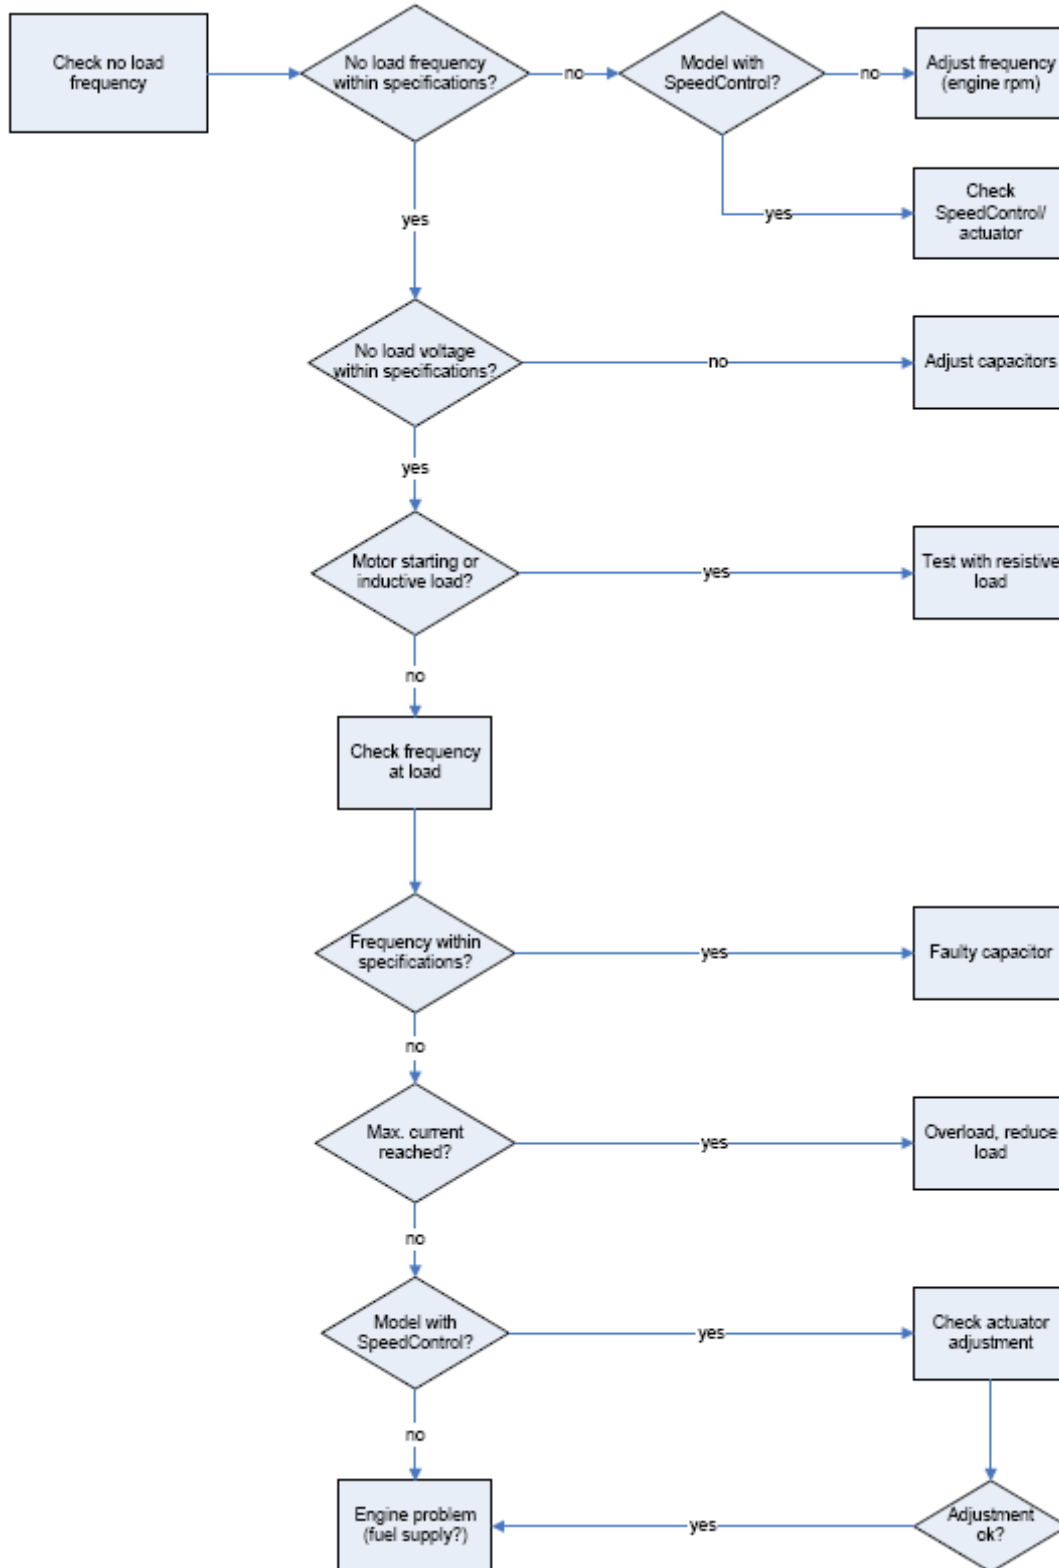 Check no load
frequency
No load frequency
within specifications?
no
Model with
SpeedControl?
no
Adjust frequency
(engine rpm)
yes
yes
Check
SpeedControl/
actuator
No load voltage
within specifications?
no
Adjust capacitors
yes
Motor starting or
inductive load?
yes
Test with resistive
load
no
Check frequency
at load
Frequency within
specifications?
yes
Faulty capacitor
no
Max. current
reached?
yes
Overload, reduce
load
no
Model with
SpeedControl?
yes
Check actuator
adjustment
no
Engine problem
(fuel supply?)
yes
Adjustment
ok?